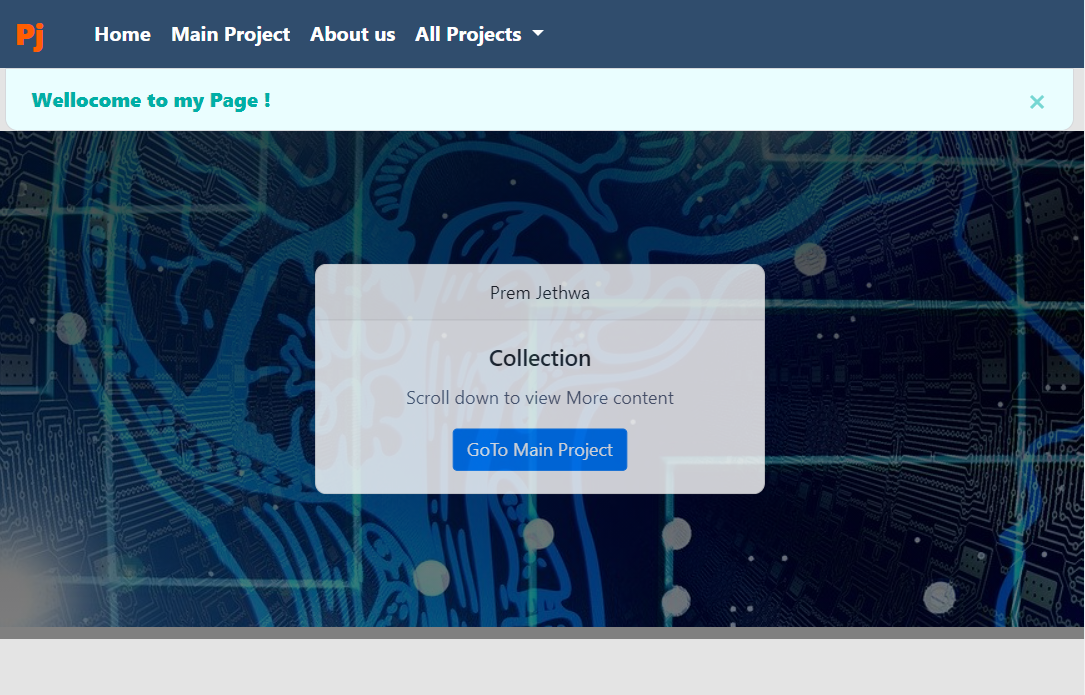 Pj Home Main Project About us All Projects
Wellocome to my Page !
×
Prem Jethwa
Collection
Scroll down to view More content
GoTo Main Project